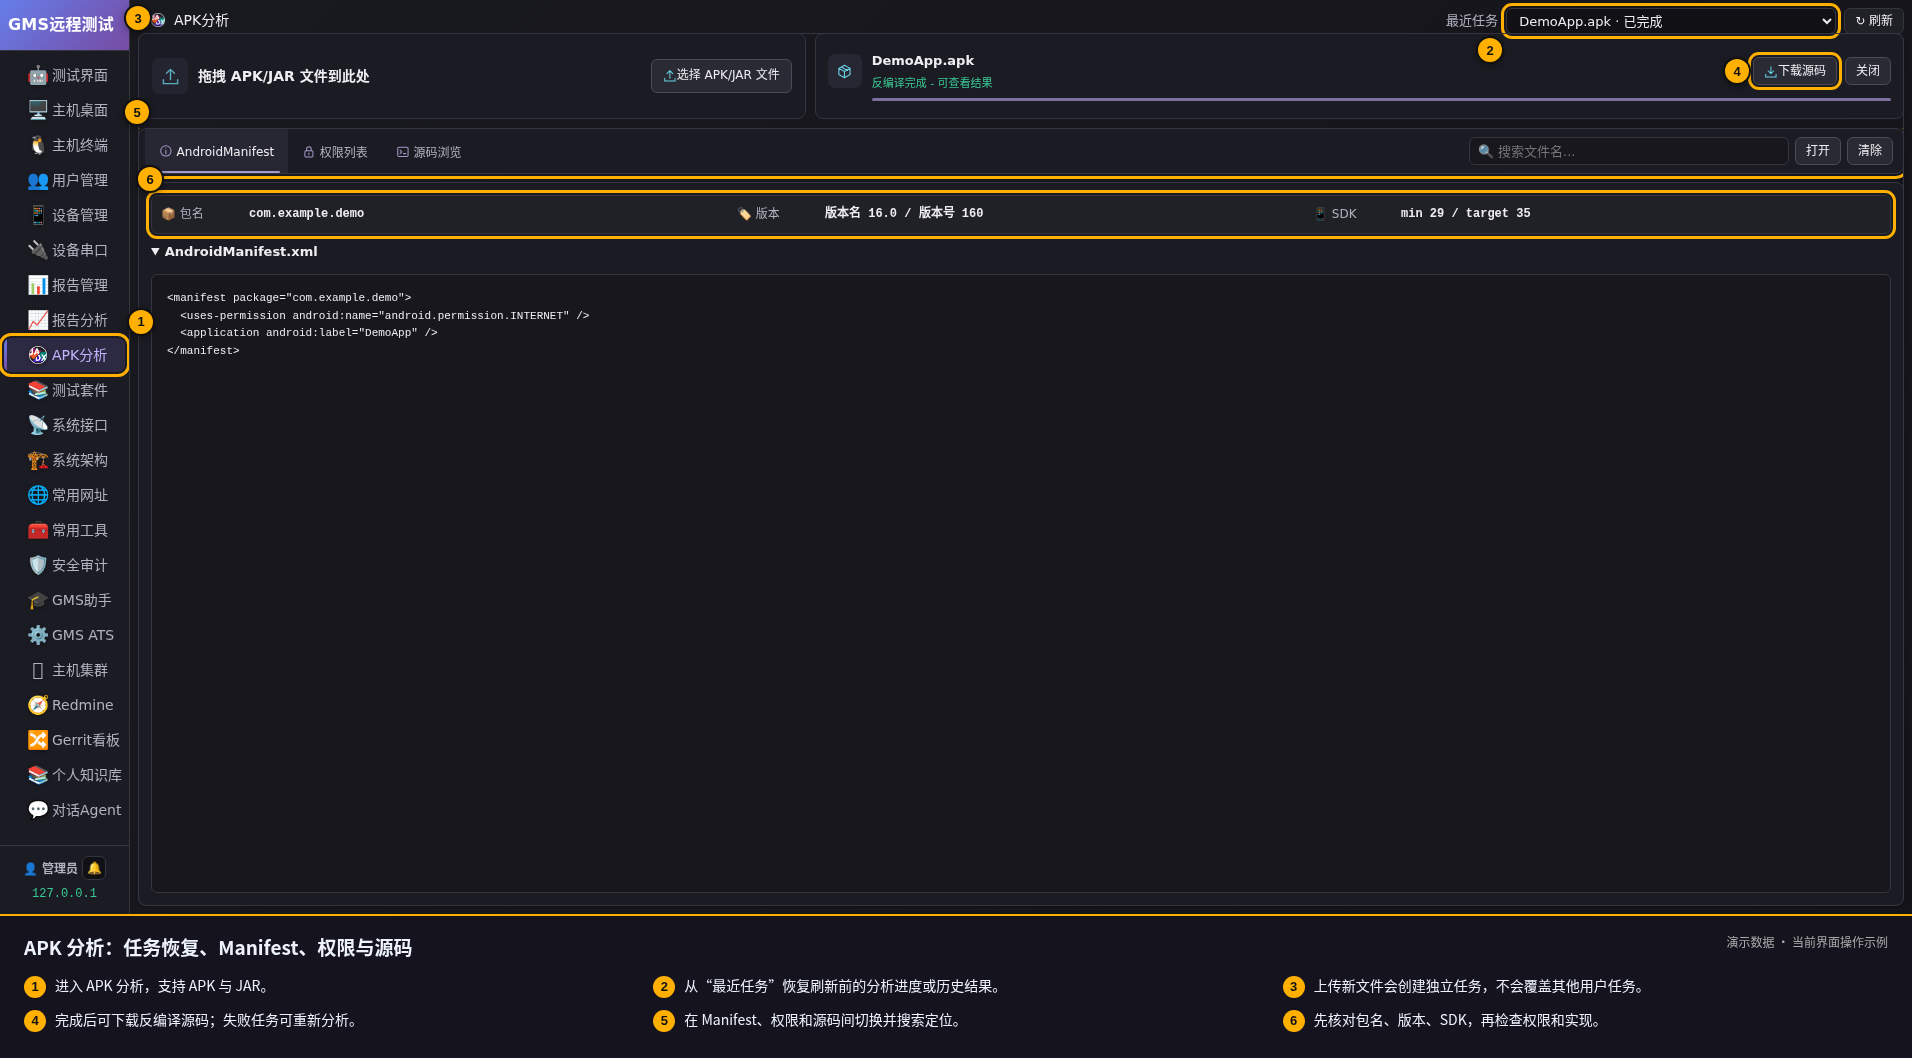 GMS远程测试
测试界面
主机桌面
主机终端
用户管理
设备管理
设备串口
报告管理
报告分析
APK分析
测试套件
系统接口
系统架构
常用网址
常用工具
安全审计
GMS助手
GMS ATS
主机集群
Redmine
Gerrit看板
个人知识库
对话Agent
管理员
127.0.0.1
3 APK分析
最近任务 DemoApp.apk · 已完成 ↻ 刷新
2
拖拽 APK/JAR 文件到此处
选择 APK/JAR 文件
DemoApp.apk
反编译完成 - 可查看结果
4 下载源码 关闭
5
AndroidManifest 权限列表 源码浏览
搜索文件名... 打开 清除
6
包名 com.example.demo 版本 版本名 16.0 / 版本号 160 SDK min 29 / target 35
▼ AndroidManifest.xml
1
<manifest package="com.example.demo">
<uses-permission android:name="android.permission.INTERNET" />
<application android:label="DemoApp" />
</manifest>
APK 分析：任务恢复、Manifest、权限与源码
演示数据 · 当前界面操作示例
1 进入 APK 分析，支持 APK 与 JAR。
2 从“最近任务”恢复刷新前的分析进度或历史结果。
3 上传新文件会创建独立任务，不会覆盖其他用户任务。
4 完成后可下载反编译源码；失败任务可重新分析。
5 在 Manifest、权限和源码间切换并搜索定位。
6 先核对包名、版本、SDK，再检查权限和实现。